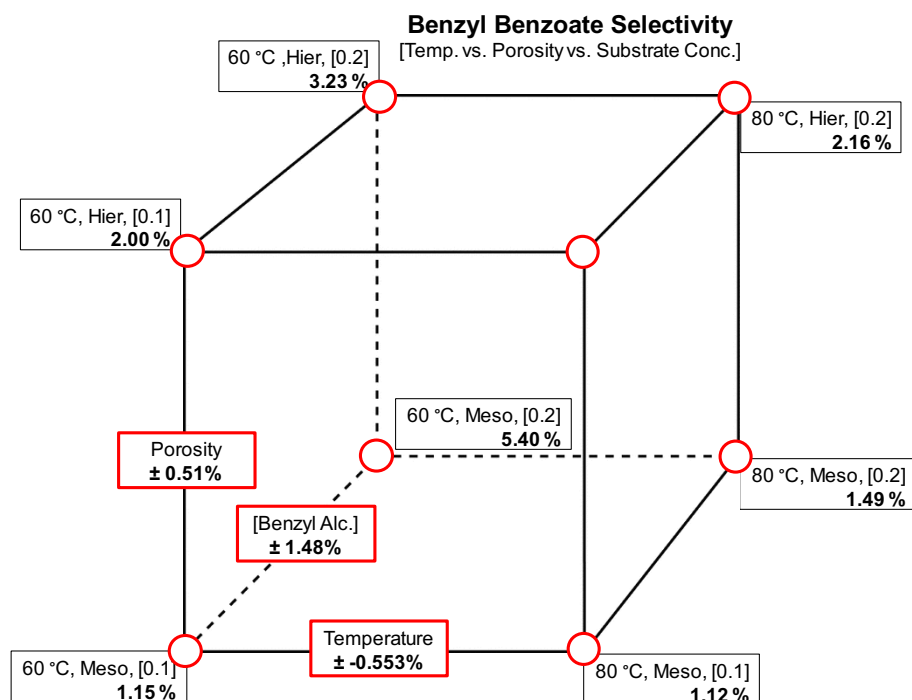 Benzyl Benzoate Selectivity
[Temp. vs. Porosity vs. Substrate Conc.]
60 °C ,Hier, [0.2]
3.23 %
80 °C, Hier, [0.2]
2.16 %
60 °C, Hier, [0.1]
2.00 %
60 °C, Meso, [0.2]
5.40 %
Porosity
± 0.51%
80 °C, Meso, [0.2]
1.49 %
[Benzyl Alc.]
± 1.48%
Temperature
± -0.553%
60 °C, Meso, [0.1]
1.15 %
80 °C, Meso, [0.1]
1.12 %